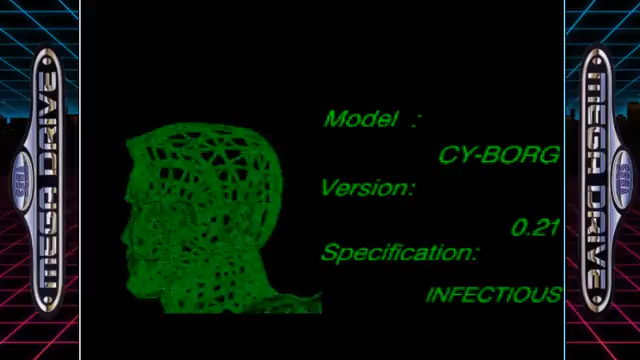 MEGA DRIVE
Model :
CY-BORG
Version:
0.21
Specification:
INFECTIOUS
MEGA DRIVE